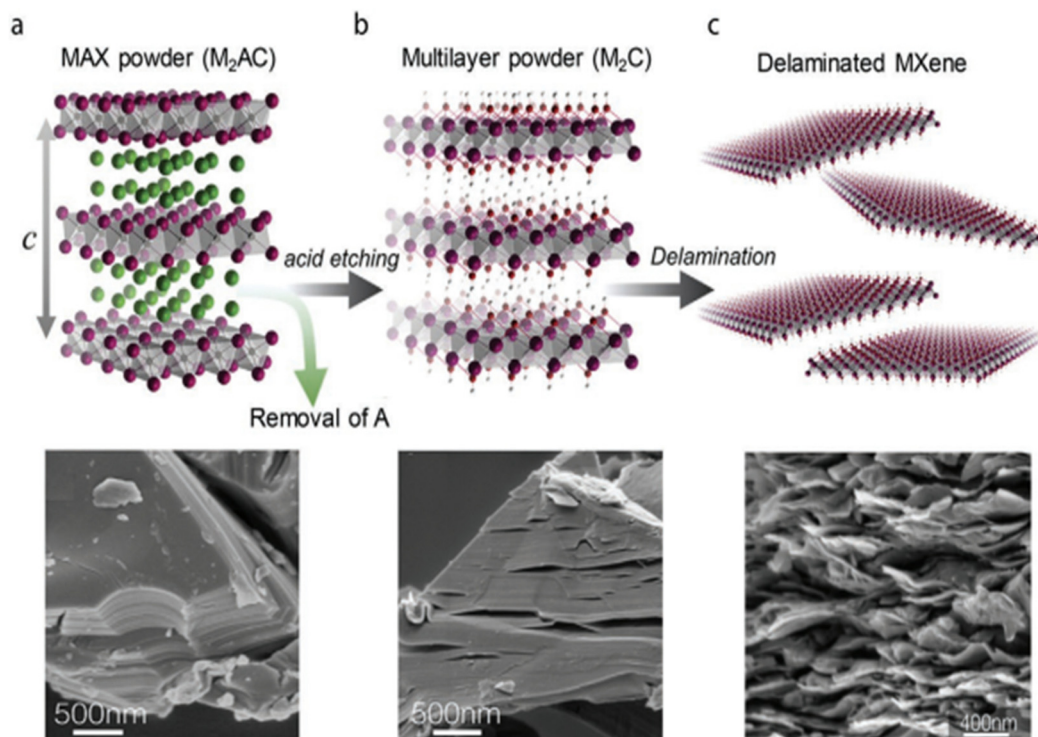 a
MAX powder (M₂AC)
b
Multilayer powder (M₂C)
c
Delaminated MXene
c
acid etching
Delamination
Removal of A
500nm
500nm
400nm